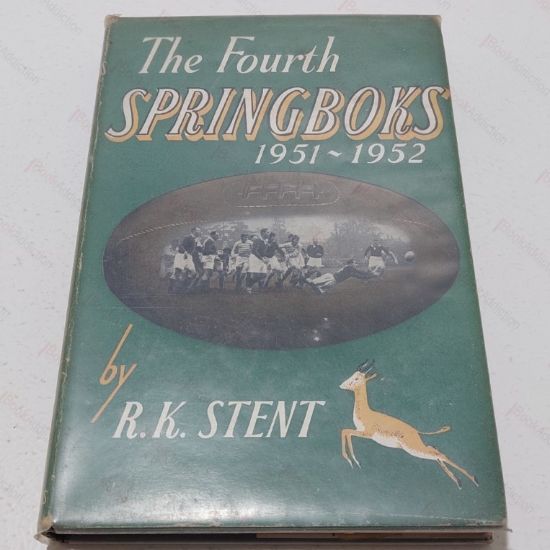 The Fourth
SPRINGBOKS
1951~1952
by
R.K. STENT